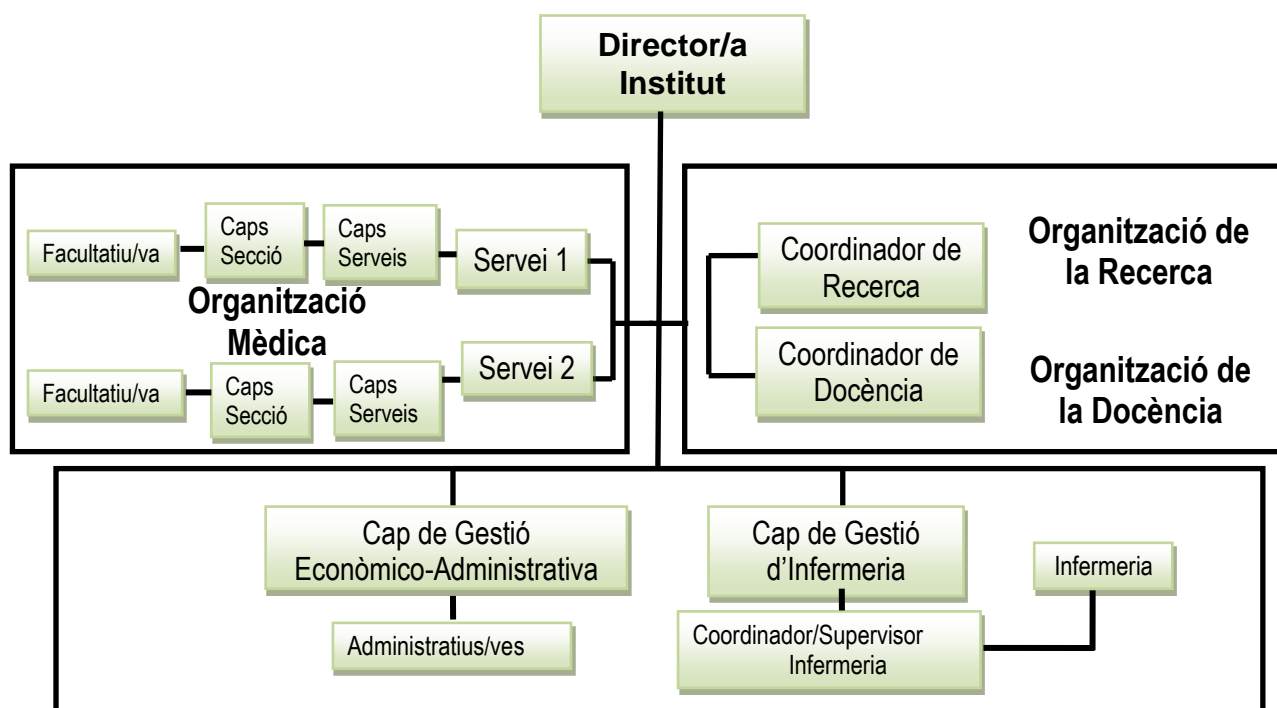 Director/a
Institut
Facultatiu/va
Caps
Secció
Caps
Serveis
Servei 1
Organització
Mèdica
Facultatiu/va
Caps
Secció
Caps
Serveis
Servei 2
Coordinador de
Recerca
Organització de
la Recerca
Coordinador de
Docència
Organització de
la Docència
Cap de Gestió
Econòmico-Administrativa
Administratius/ves
Cap de Gestió
d’Infermeria
Coordinador/Supervisor
Infermeria
Infermeria